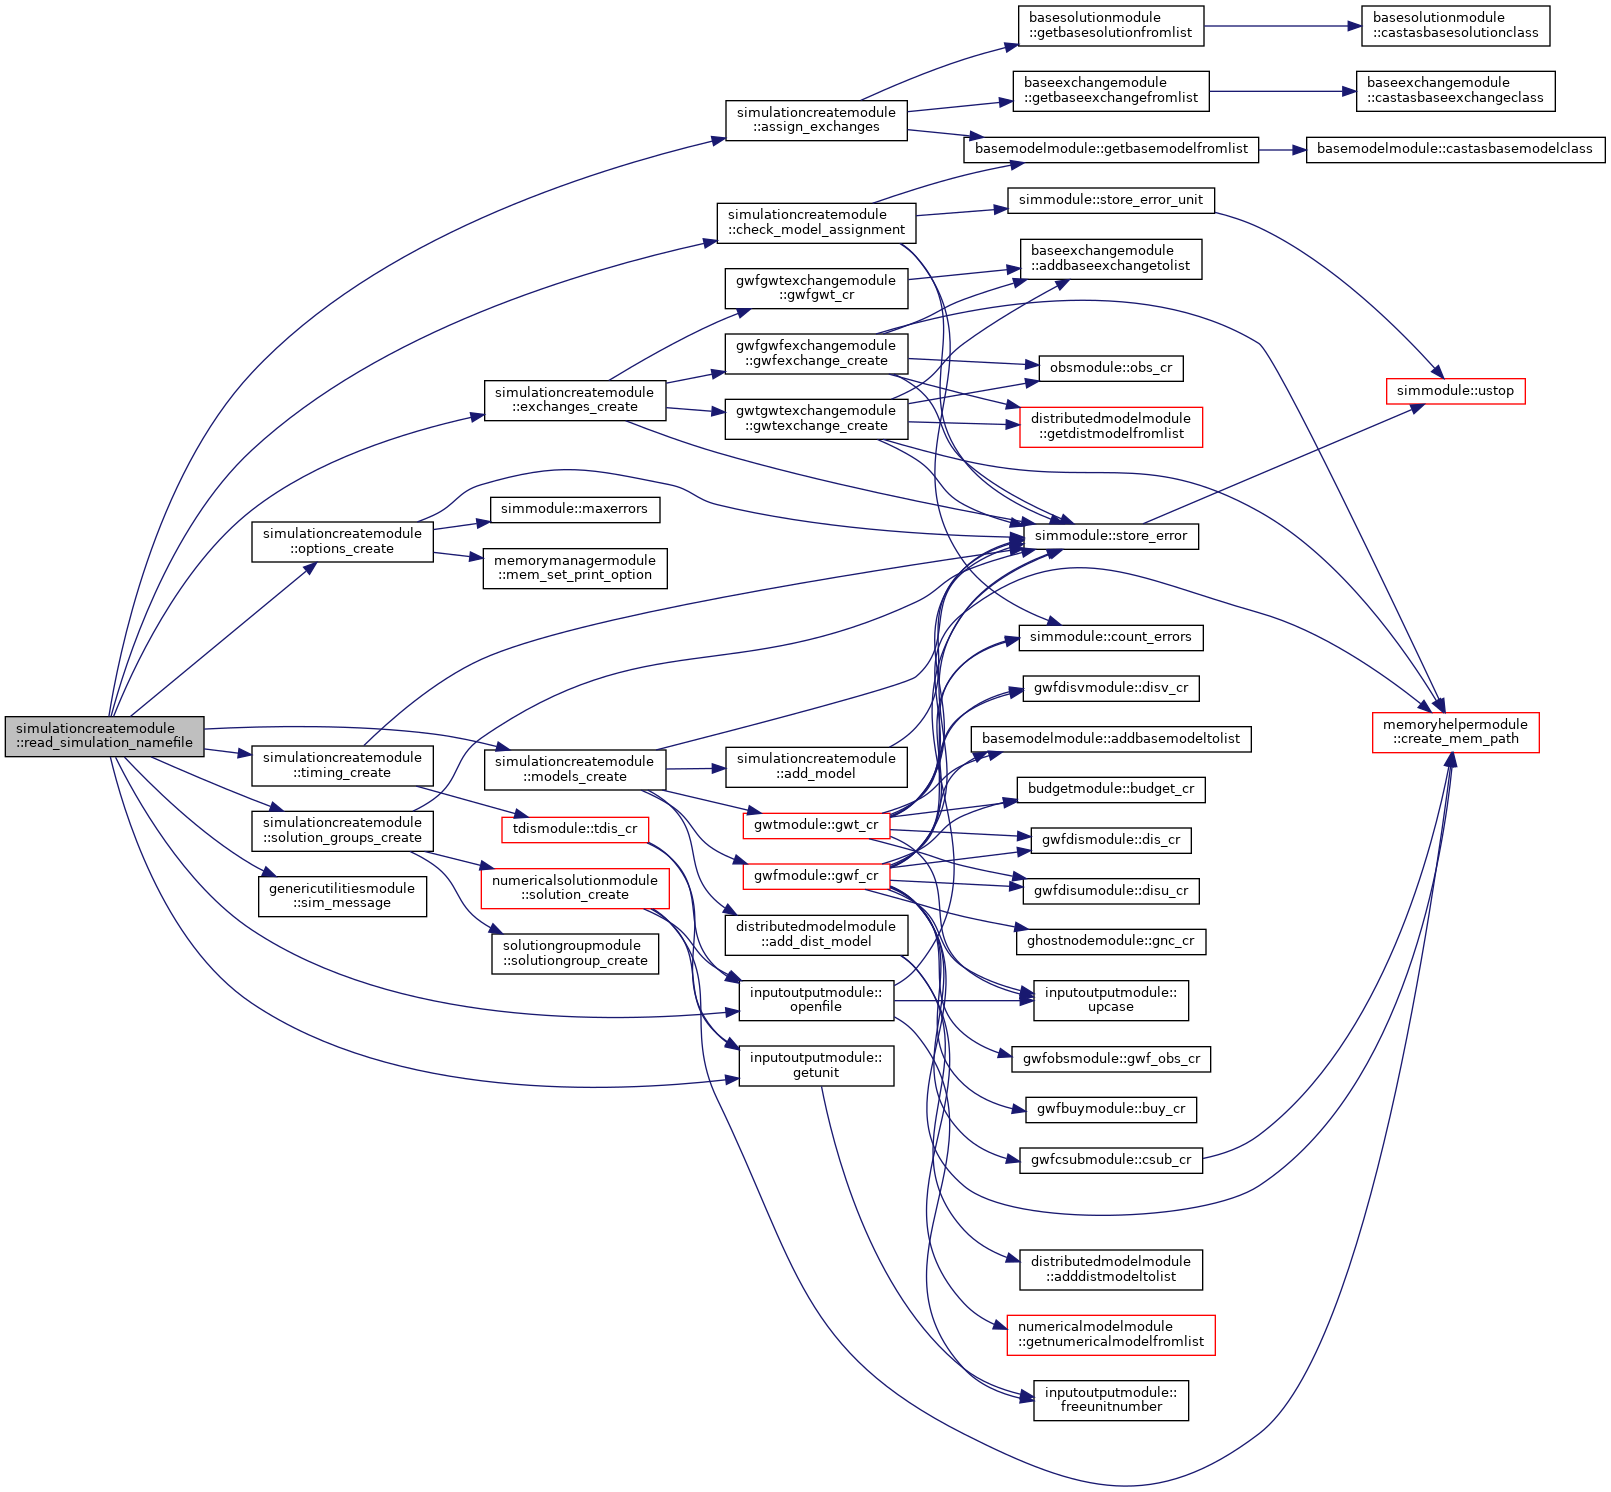 basesolutionmodule
::getbasesolutionfromlist
basesolutionmodule
::castasbasesolutionclass
baseexchangemodule
::getbaseexchangefromlist
baseexchangemodule
::castasbaseexchangeclass
simulationcreatemodule
::assign_exchanges
basemodelmodule::getbasemodelfromlist
basemodelmodule::castasbasemodelclass
simmodule::store_error_unit
simulationcreatemodule
::check_model_assignment
baseexchangemodule
::addbaseexchangetolist
gwfgwtexchangemodule
::gwfgwt_cr
gwfgwfexchangemodule
::gwfexchange_create
obsmodule::obs_cr
simmodule::ustop
simulationcreatemodule
::exchanges_create
gwtgwtexchangemodule
::gwtexchange_create
distributedmodelmodule
::getdistmodelfromlist
simmodule::maxerrors
simulationcreatemodule
::options_create
simmodule::store_error
memorymanagermodule
::mem_set_print_option
simmodule::count_errors
gwfdisvmodule::disv_cr
simulationcreatemodule
::read_simulation_namefile
basemodelmodule::addbasemodeltolist
memoryhelpermodule
::create_mem_path
simulationcreatemodule
::timing_create
simulationcreatemodule
::models_create
simulationcreatemodule
::add_model
budgetmodule::budget_cr
simulationcreatemodule
::solution_groups_create
tdismodule::tdis_cr
gwtmodule::gwt_cr
gwfdismodule::dis_cr
gwfmodule::gwf_cr
gwfdisumodule::disu_cr
genericutilitiesmodule
::sim_message
numericalsolutionmodule
::solution_create
distributedmodelmodule
::add_dist_model
ghostnodemodule::gnc_cr
solutiongroupmodule
::solutiongroup_create
inputoutputmodule::
openfile
inputoutputmodule::
upcase
inputoutputmodule::
getunit
gwfobsmodule::gwf_obs_cr
gwfbuymodule::buy_cr
gwfcsubmodule::csub_cr
distributedmodelmodule
::adddistmodeltolist
numericalmodelmodule
::getnumericalmodelfromlist
inputoutputmodule::
freeunitnumber